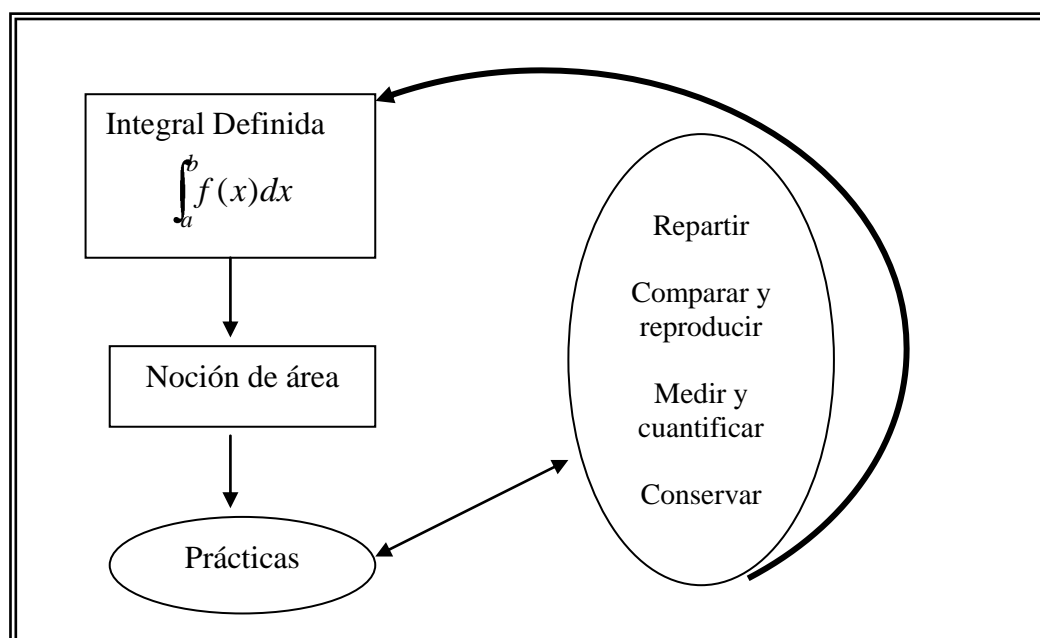 Integral Definida
∫_a^b f(x)dx
Noción de área
Prácticas
Repartir
Comparar y
reproducir
Medir y
cuantificar
Conservar